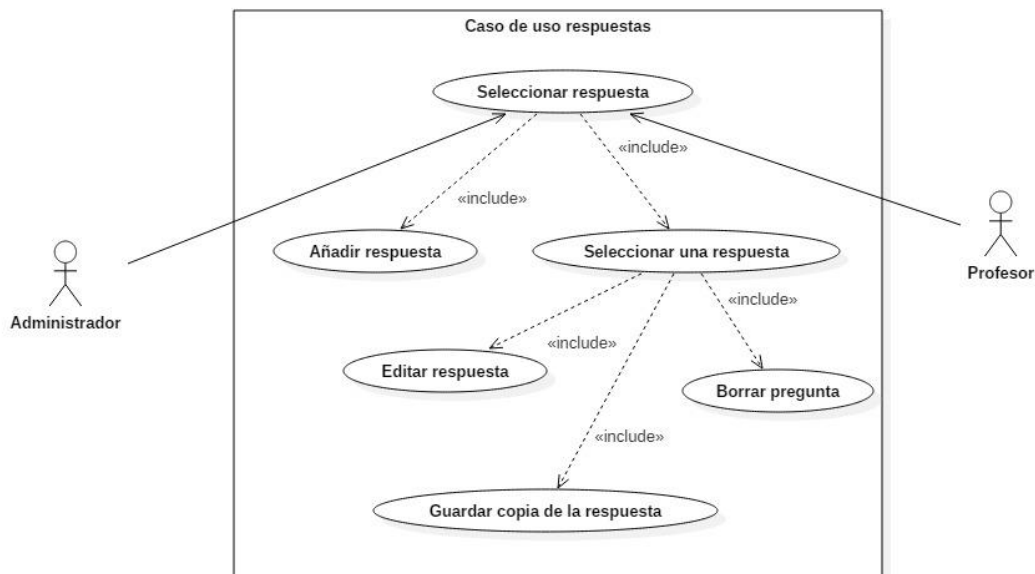 Caso de uso respuestas
Seleccionar respuesta
«include»
«include»
Añadir respuesta
Seleccionar una respuesta
Profesor
Administrador
«include»
«include»
Editar respuesta
Borrar pregunta
«include»
Guardar copia de la respuesta